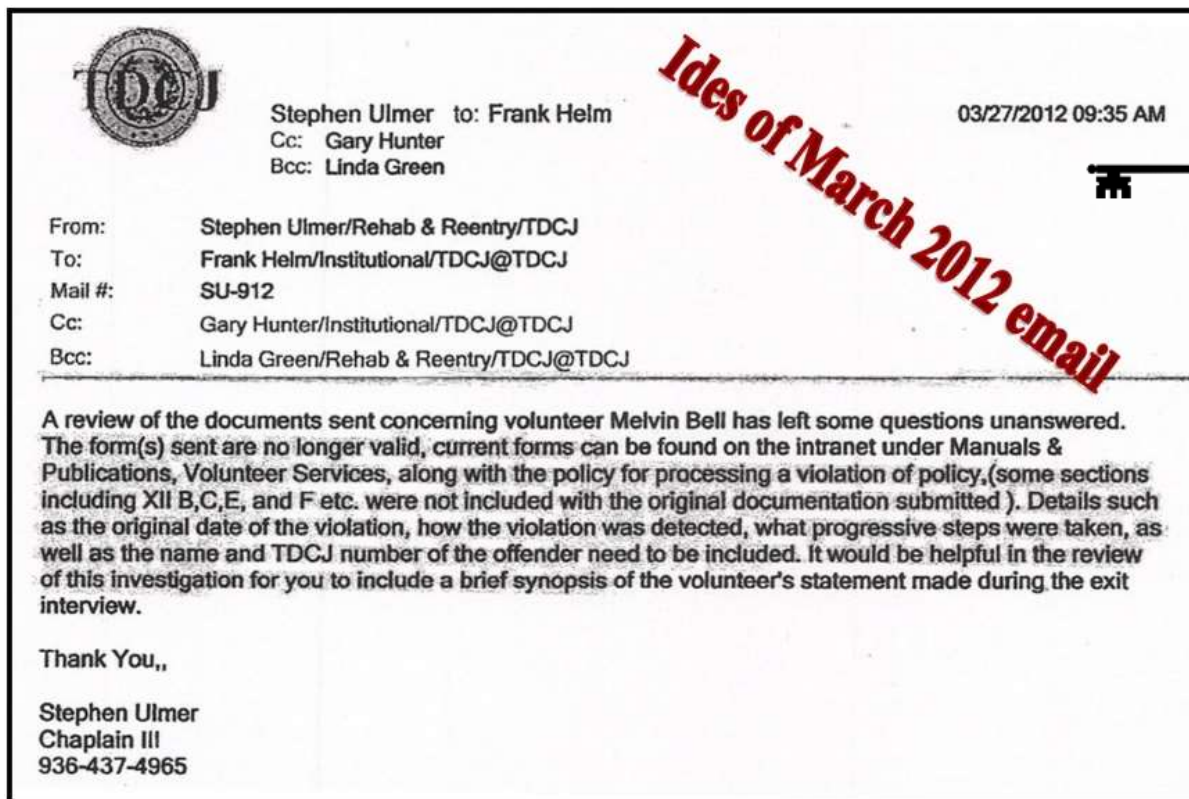 TDCJ
Stephen Ulmer to: Frank Helm
03/27/2012 09:35 AM
Cc: Gary Hunter
Bcc: Linda Green
Ides of March 2012 email
From: Stephen Ulmer/Rehab & Reentry/TDCJ
To: Frank Helm/Institutional/TDCJ@TDCJ
Mail #: SU-912
Cc: Gary Hunter/Institutional/TDCJ@TDCJ
Bcc: Linda Green/Rehab & Reentry/TDCJ@TDCJ
A review of the documents sent concerning volunteer Melvin Bell has left some questions unanswered.
The form(s) sent are no longer valid, current forms can be found on the intranet under Manuals &
Publications, Volunteer Services, along with the policy for processing a violation of policy,(some sections
including XII B,C,E, and F etc. were not included with the original documentation submitted ). Details such
as the original date of the violation, how the violation was detected, what progressive steps were taken, as
well as the name and TDCJ number of the offender need to be included. It would be helpful in the review
of this investigation for you to include a brief synopsis of the volunteer's statement made during the exit
interview.
Thank You,,
Stephen Ulmer
Chaplain III
936-437-4965